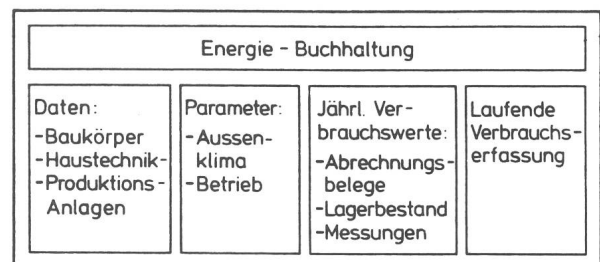 Energie - Buchhaltung
Daten:
-Baukörper
-Haustechnik-
-Produktions-
Anlagen
Parameter:
-Aussen-
klima
-Betrieb
Jährl. Ver-
brauchswerte:
-Abrechnungs-
belege
-Lagerbestand
-Messungen
Laufende
Verbrauchs-
erfassung